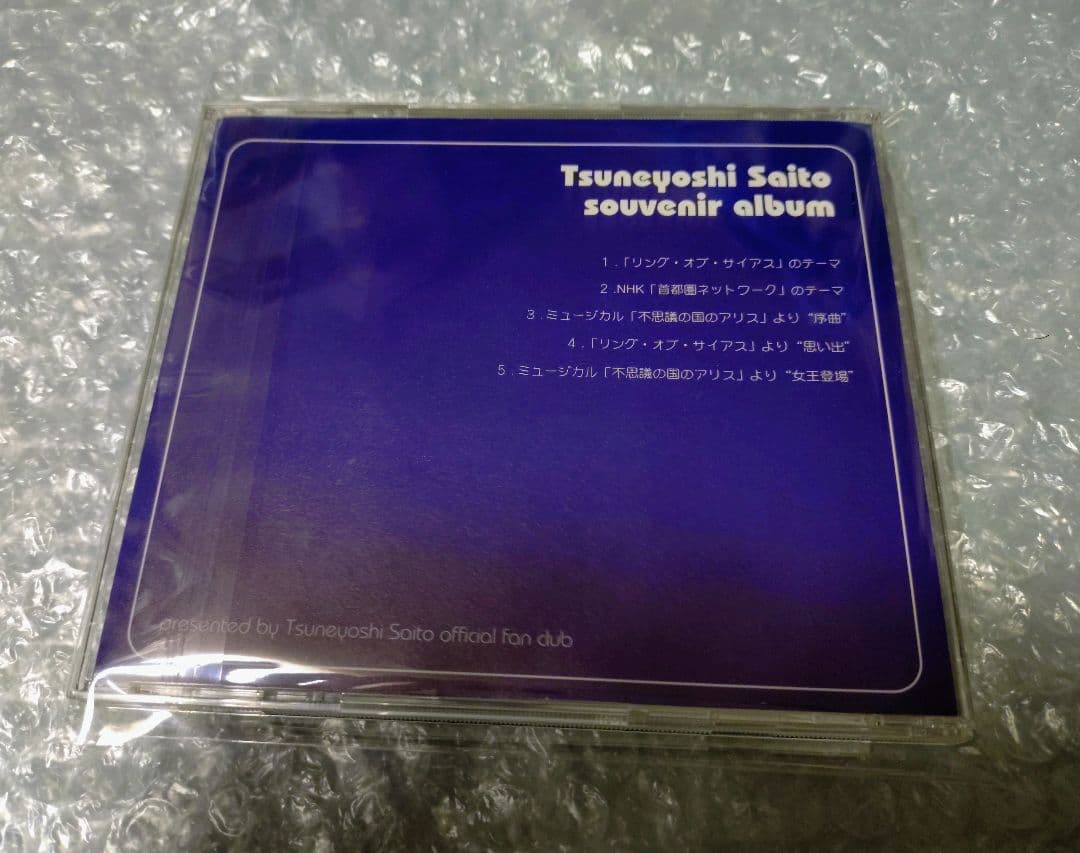 Tsuneyoshi Saito
souvenir album
1.「リング・オブ・サイアス」のテーマ
2.NHK「首都圏ネットワーク」のテーマ
3.ミュージカル「不思議の国のアリス」より“序曲”
4.「リング・オブ・サイアス」より“思い出”
5.ミュージカル「不思議の国のアリス」より“女王登場”
presented by Tsuneyoshi Saito official fan club